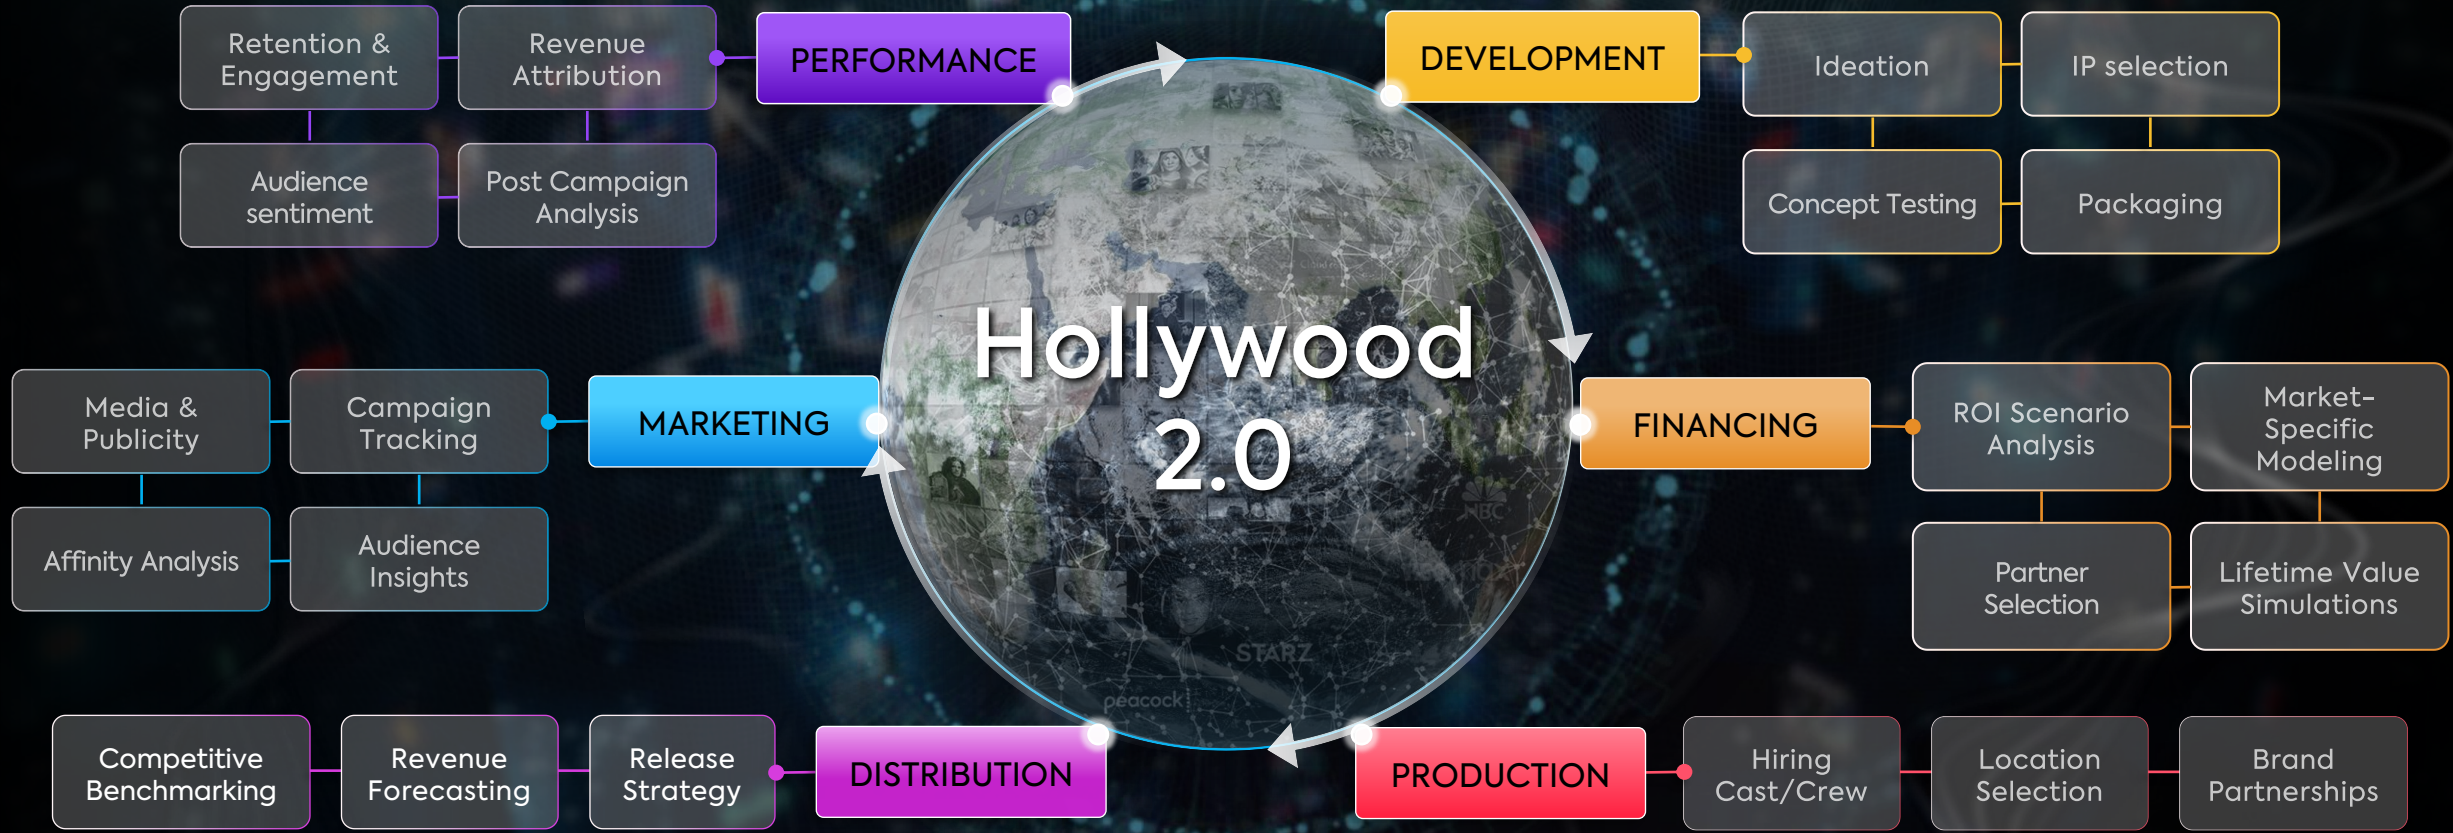 Retention &
Engagement
Revenue
Attribution
Audience
sentiment
Post Campaign
Analysis
PERFORMANCE
DEVELOPMENT
Ideation
IP selection
Concept Testing
Packaging
Hollywood
2.0
Media &
Publicity
Campaign
Tracking
Affinity Analysis
Audience
Insights
MARKETING
FINANCING
ROI Scenario
Analysis
Market-
Specific
Modeling
Partner
Selection
Lifetime Value
Simulations
NBC
STARZ
peacock
Competitive
Benchmarking
Revenue
Forecasting
Release
Strategy
DISTRIBUTION
PRODUCTION
Hiring
Cast/Crew
Location
Selection
Brand
Partnerships